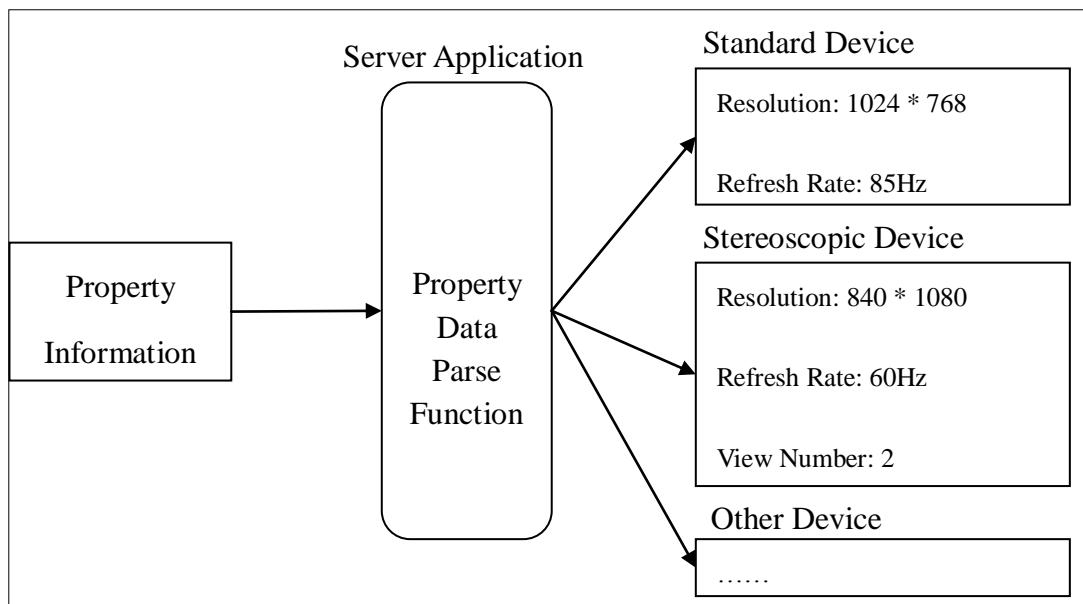 Property
Information
Server Application
Property
Data
Parse
Function
Standard Device
Resolution: 1024 * 768
Refresh Rate: 85Hz
Stereoscopic Device
Resolution: 840 * 1080
Refresh Rate: 60Hz
View Number: 2
Other Device
……